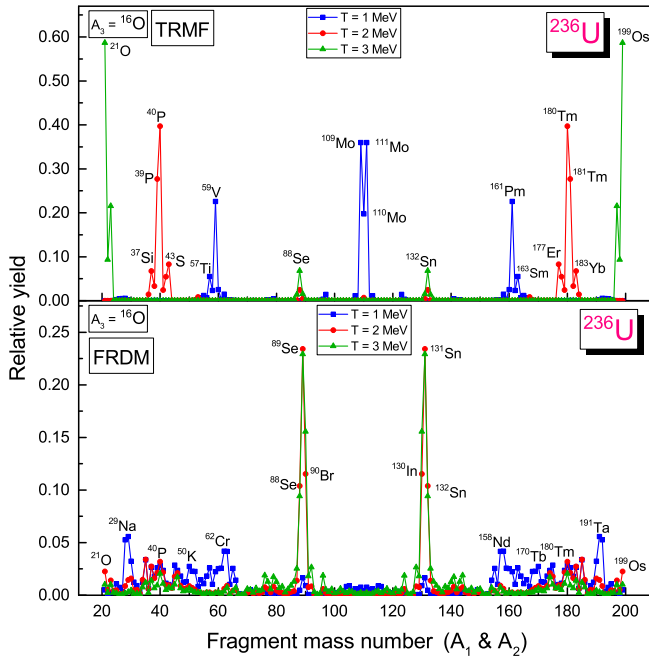 A₃ = ¹⁶O
TRMF
T = 1 MeV
T = 2 MeV
T = 3 MeV
²³⁶U
²¹O
¹⁹⁹Os
⁴⁰P
¹⁸⁰Tm
¹⁰⁹Mo
¹¹¹Mo
³⁹P
¹⁸¹Tm
⁵⁹V
¹¹⁰Mo
¹⁶¹Pm
³⁷Si
⁴³S
⁵⁷Ti
⁸⁸Se
¹³²Sn
¹⁶³Sm
¹⁷⁷Er
¹⁸³Yb
0.60
0.50
0.40
0.30
0.20
0.10
0.00
Relative yield
A₃ = ¹⁶O
FRDM
T = 1 MeV
T = 2 MeV
T = 3 MeV
²³⁶U
⁸⁹Se
¹³¹Sn
⁸⁸Se
⁹⁰Br
¹³⁰In
¹³²Sn
²¹O
²⁹Na
⁴⁰P
⁵⁰K
⁶²Cr
¹⁵⁸Nd
¹⁷⁰Tb
¹⁸⁰Tm
¹⁹¹Ta
¹⁹⁹Os
0.25
0.20
0.15
0.10
0.05
0.00
20 40 60 80 100 120 140 160 180 200
Fragment mass number (A₁ & A₂)